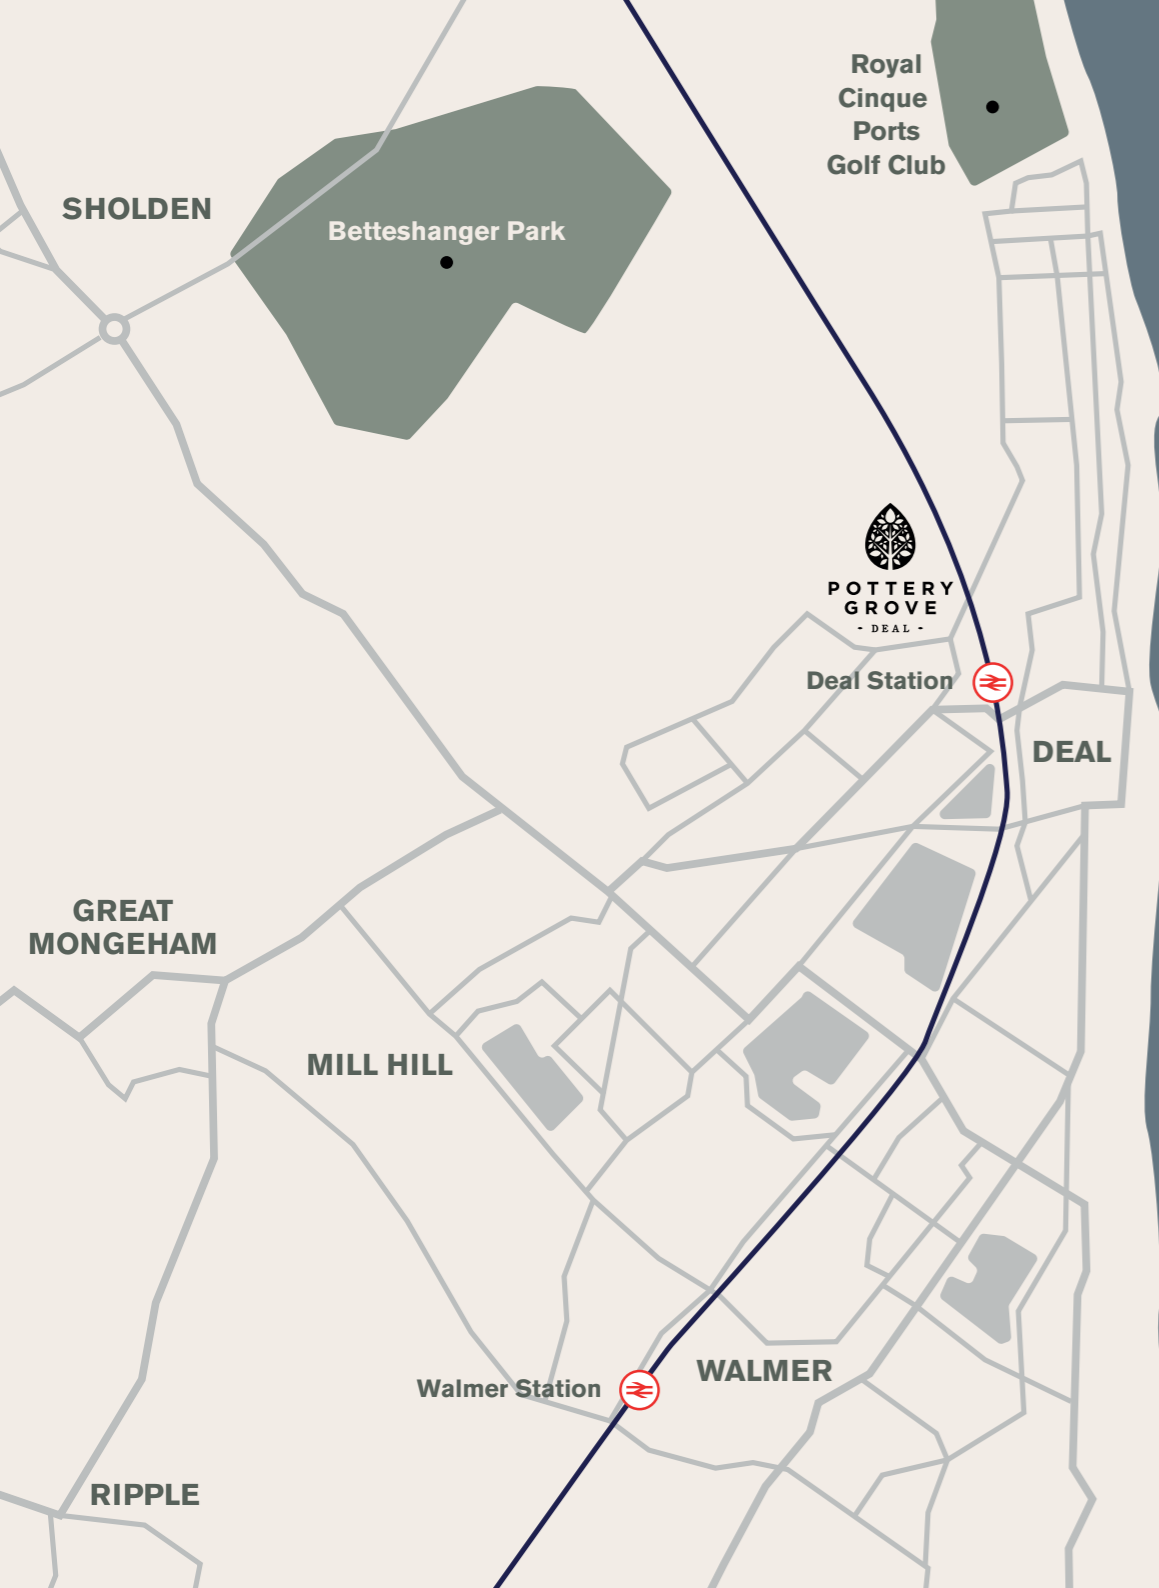 Royal
Cinque
Ports
Golf Club
SHOLDEN
Betteshanger Park
POTTERY
GROVE
- DEAL -
Deal Station
DEAL
GREAT
MONGEHAM
MILL HILL
Walmer Station
WALMER
RIPPLE